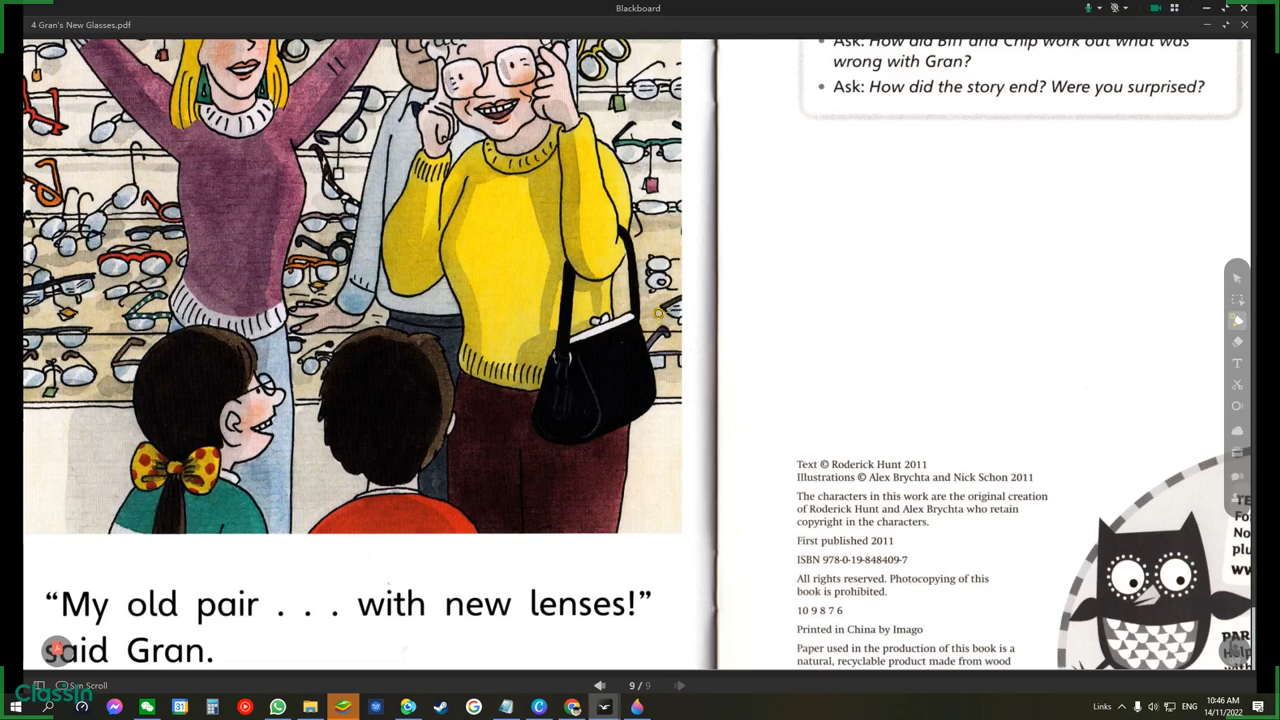 Blackboard
4 Gran's New Glasses.pdf
• Ask: How did Biff and Chip work out what was
wrong with Gran?
• Ask: How did the story end? Were you surprised?
Text © Roderick Hunt 2011
Illustrations © Alex Brychta and Nick Schon 2011
The characters in this work are the original creation
of Roderick Hunt and Alex Brychta who retain
copyright in the characters.
First published 2011
ISBN 978-0-19-848409-7
All rights reserved. Photocopying of this
book is prohibited.
10 9 8 7 6
Printed in China by Imago
Paper used in the production of this book is a
natural, recyclable product made from wood
"My old pair . . . with new lenses!"
said Gran.
Syn Scroll
9 / 9
ClassIn
Links
ENG
10:46 AM
14/11/2022